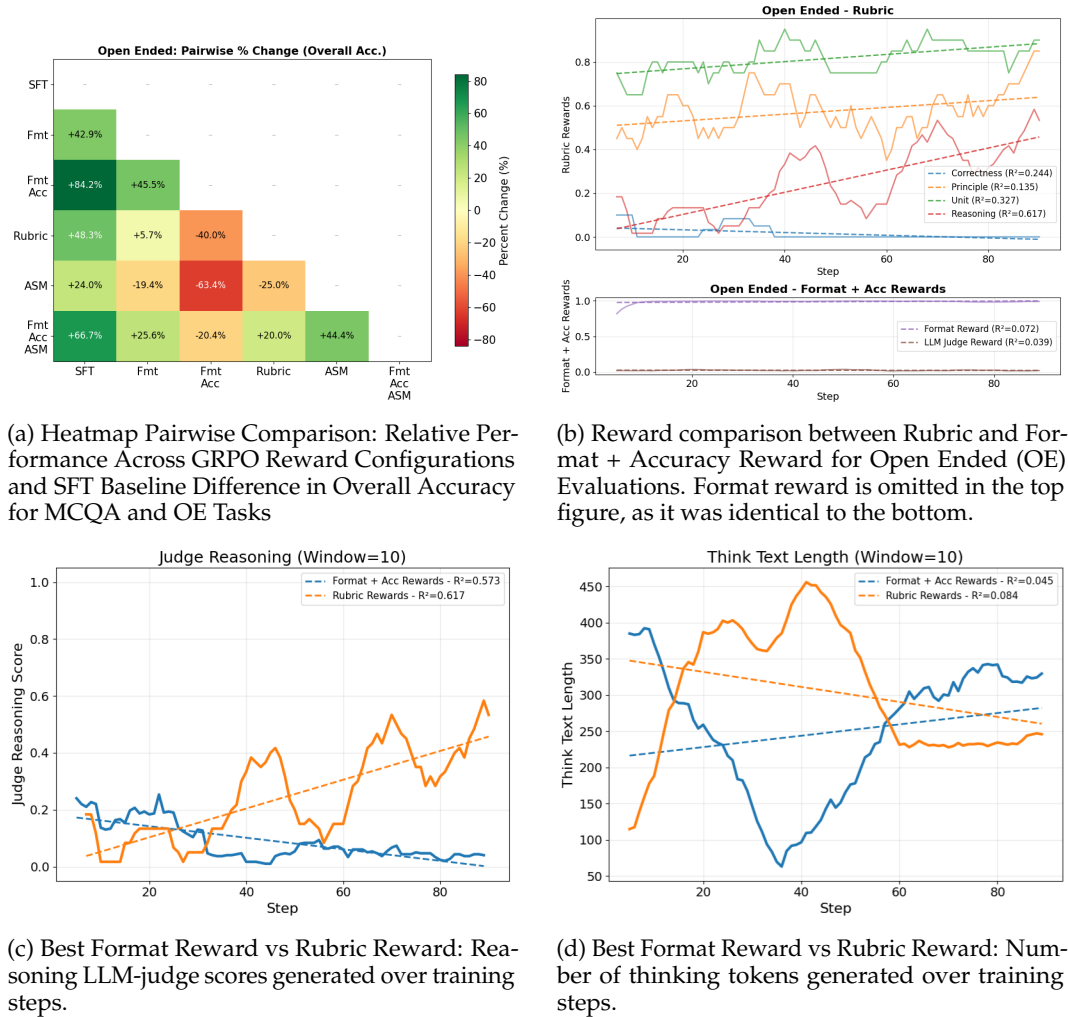 Open Ended: Pairwise % Change (Overall Acc.)
SFT – – – – – –
Fmt +42.9% – – – – –
Fmt
Acc +84.2% +45.5% – – – –
Rubric +48.3% +5.7% -40.0% – – –
ASM +24.0% -19.4% -63.4% -25.0% – –
Fmt
Acc
ASM +66.7% +25.6% -20.4% +20.0% +44.4% –
SFT Fmt Fmt Rubric ASM Fmt
Acc Acc
ASM
80
60
40
20
0
−20
−40
−60
−80
Percent Change (%)
(a) Heatmap Pairwise Comparison: Relative Per-
formance Across GRPO Reward Configurations
and SFT Baseline Difference in Overall Accuracy
for MCQA and OE Tasks
Open Ended - Rubric
Rubric Rewards
0.8
0.6
0.4
0.2
0.0
Correctness (R²=0.244)
Principle (R²=0.135)
Unit (R²=0.327)
Reasoning (R²=0.617)
20 40 60 80
Step
Open Ended - Format + Acc Rewards
Format + Acc Rewards
1.0
0.5
0.0
Format Reward (R²=0.072)
LLM Judge Reward (R²=0.039)
20 40 60 80
Step
(b) Reward comparison between Rubric and For-
mat + Accuracy Reward for Open Ended (OE)
Evaluations. Format reward is omitted in the top
figure, as it was identical to the bottom.
Judge Reasoning (Window=10)
Judge Reasoning Score
1.0
0.8
0.6
0.4
0.2
0.0
Format + Acc Rewards - R²=0.573
Rubric Rewards - R²=0.617
20 40 60 80
Step
(c) Best Format Reward vs Rubric Reward: Rea-
soning LLM-judge scores generated over training
steps.
Think Text Length (Window=10)
Think Text Length
450
400
350
300
250
200
150
100
50
Format + Acc Rewards - R²=0.045
Rubric Rewards - R²=0.084
20 40 60 80
Step
(d) Best Format Reward vs Rubric Reward: Num-
ber of thinking tokens generated over training
steps.